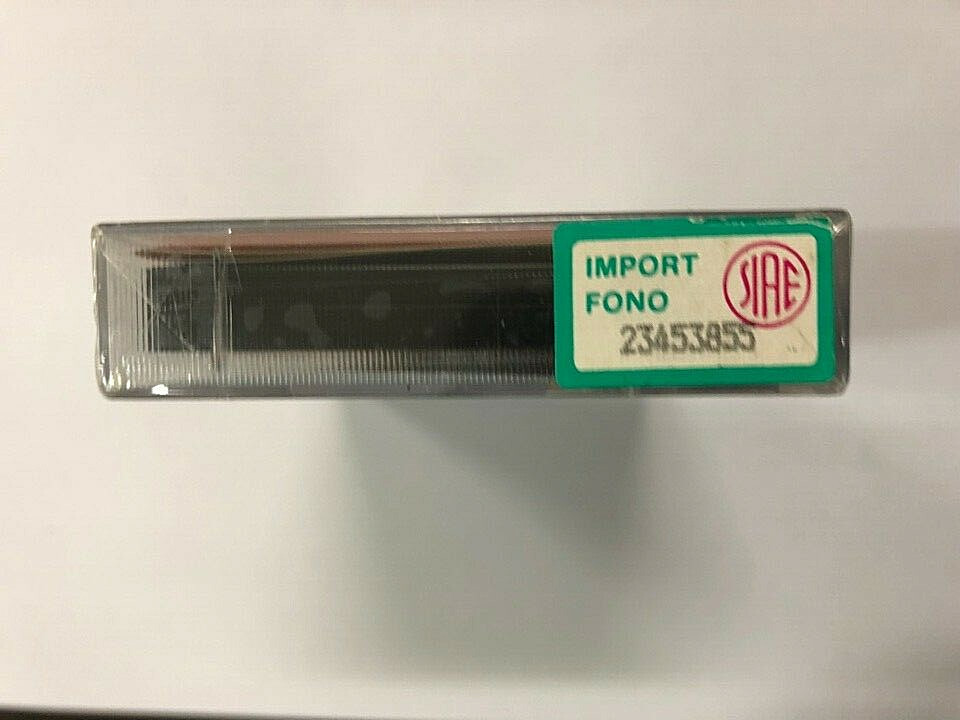 IMPORT
FONO
SIAE
23453855